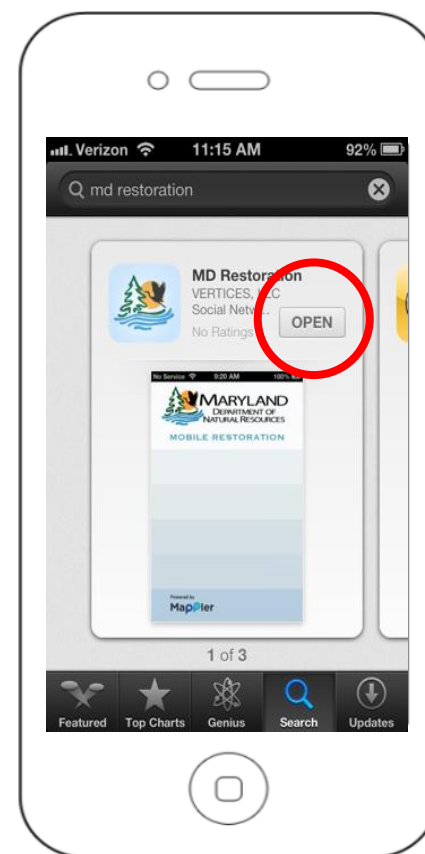 Verizon 11:15 AM 92%
md restoration
MD Restoration
VERTICES, LLC
Social Netw..
No Ratings
OPEN
No Service 9:20 AM 100%
MARYLAND
DEPARTMENT OF
NATURAL RESOURCES
MOBILE RESTORATION
Powered by
Mappler
1 of 3
Featured Top Charts Genius Search Updates